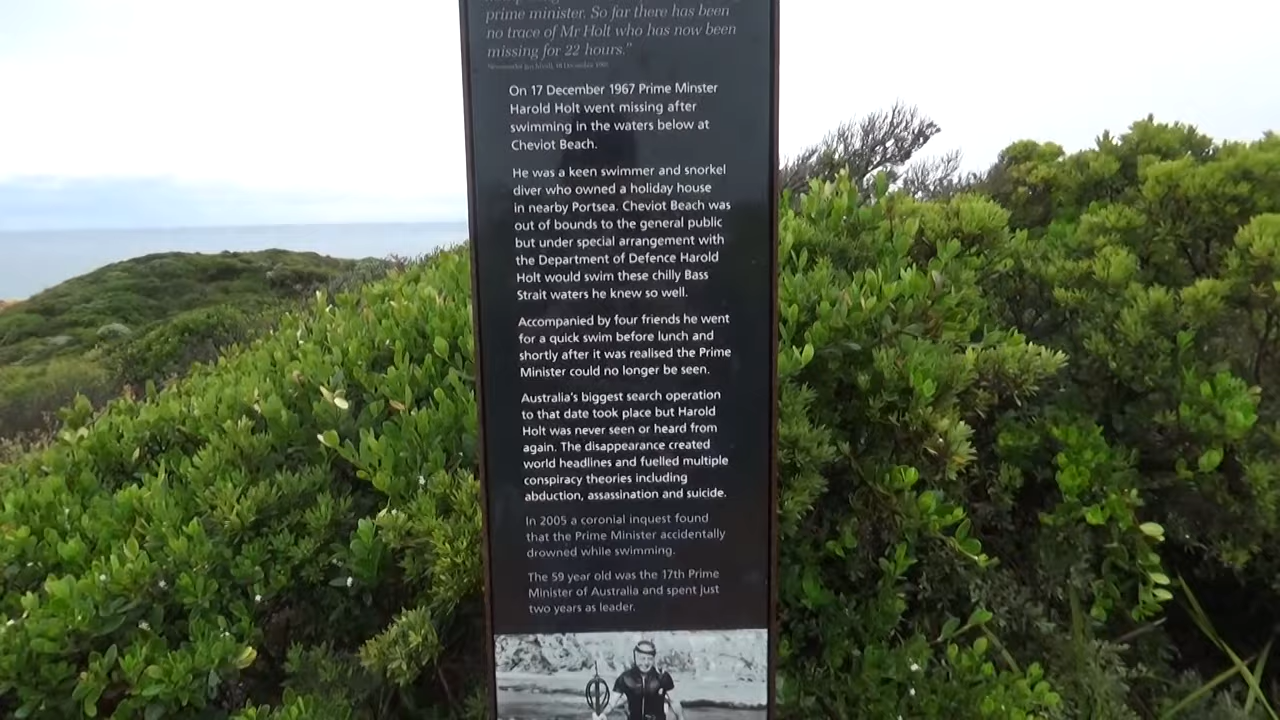 prime minister. So far there has been
no trace of Mr Holt who has now been
missing for 22 hours."
On 17 December 1967 Prime Minster
Harold Holt went missing after
swimming in the waters below at
Cheviot Beach.
He was a keen swimmer and snorkel
diver who owned a holiday house
in nearby Portsea. Cheviot Beach was
out of bounds to the general public
but under special arrangement with
the Department of Defence Harold
Holt would swim these chilly Bass
Strait waters he knew so well.
Accompanied by four friends he went
for a quick swim before lunch and
shortly after it was realised the Prime
Minister could no longer be seen.
Australia's biggest search operation
to that date took place but Harold
Holt was never seen or heard from
again. The disappearance created
world headlines and fuelled multiple
conspiracy theories including
abduction, assassination and suicide.
In 2005 a coronial inquest found
that the Prime Minister accidentally
drowned while swimming.
The 59 year old was the 17th Prime
Minister of Australia and spent just
two years as leader.